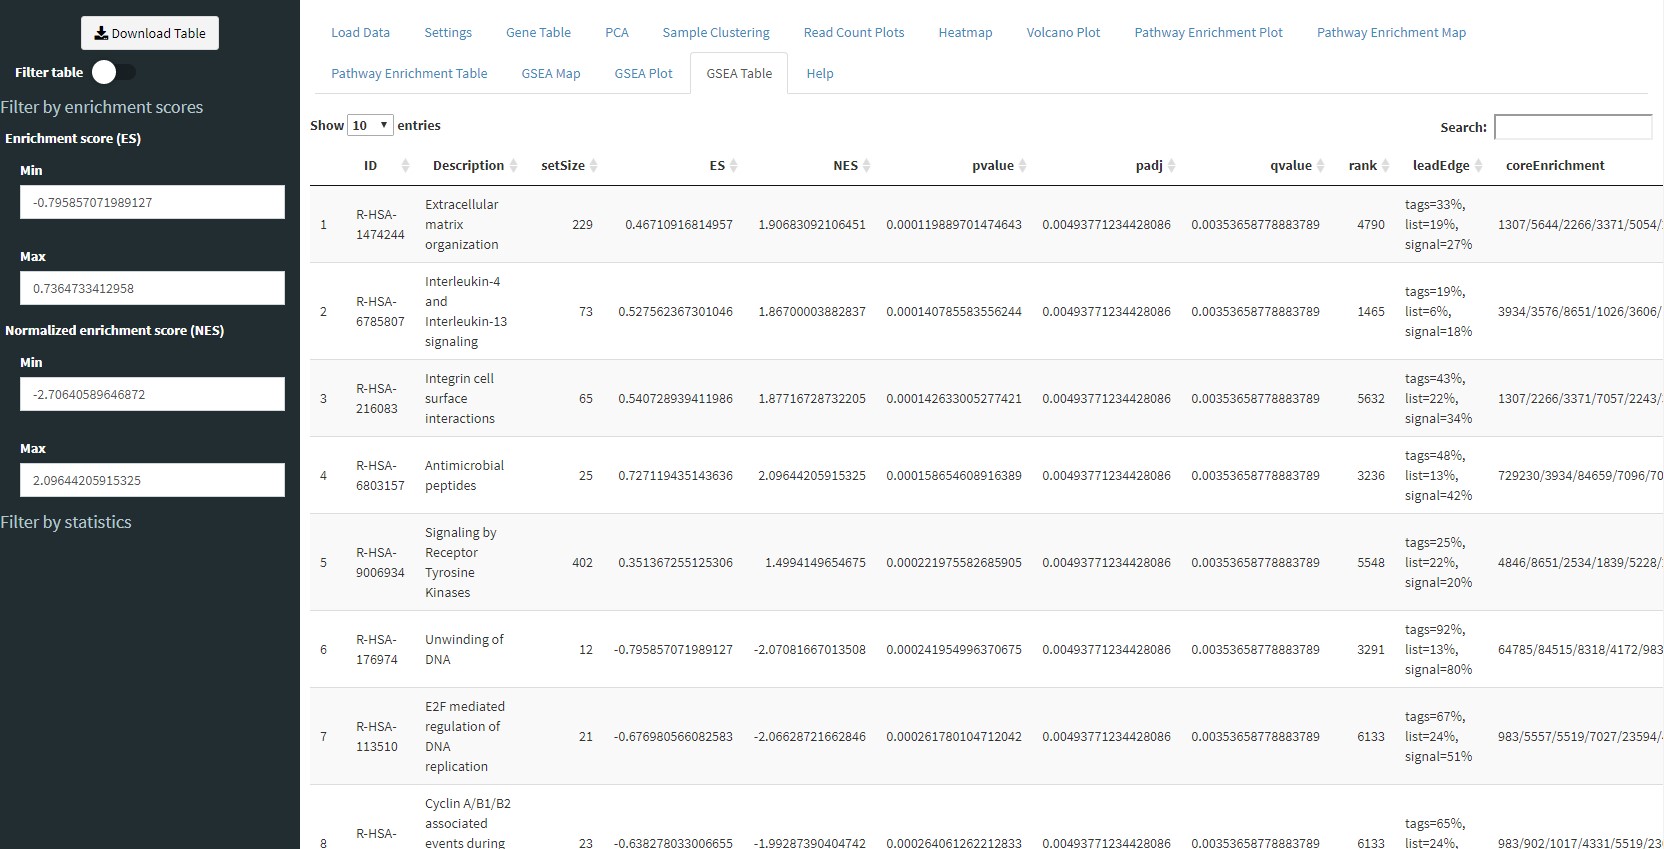 Download Table
Filter table
Filter by enrichment scores
Enrichment score (ES)
Min
-0.795857071989127
Max
0.7364733412958
Normalized enrichment score (NES)
Min
-2.70640589646872
Max
2.09644205915325
Filter by statistics
Load Data Settings Gene Table PCA Sample Clustering Read Count Plots Heatmap Volcano Plot Pathway Enrichment Plot Pathway Enrichment Map
Pathway Enrichment Table GSEA Map GSEA Plot GSEA Table Help
Show 10 entries
Search:
ID Description setSize ES NES pvalue padj qvalue rank leadEdge coreEnrichment
1
R-HSA-
1474244
Extracellular
matrix
organization
229 0.46710916814957 1.90683092106451 0.000119889701474643 0.00493771234428086 0.00353658778883789 4790
tags=33%,
list=19%,
signal=27%
1307/5644/2266/3371/5054/
2
R-HSA-
6785807
Interleukin-4
and
Interleukin-13
signaling
73 0.527562367301046 1.86700003882837 0.000140785583556244 0.00493771234428086 0.00353658778883789 1465
tags=19%,
list=6%,
signal=18%
3934/3576/8651/1026/3606/
3
R-HSA-
216083
Integrin cell
surface
interactions
65 0.540728939411986 1.87716728732205 0.000142633005277421 0.00493771234428086 0.00353658778883789 5632
tags=43%,
list=22%,
signal=34%
1307/2266/3371/7057/2243/
4
R-HSA-
6803157
Antimicrobial
peptides
25 0.727119435143636 2.09644205915325 0.000158654608916389 0.00493771234428086 0.00353658778883789 3236
tags=48%,
list=13%,
signal=42%
729230/3934/84659/7096/70
5
R-HSA-
9006934
Signaling by
Receptor
Tyrosine
Kinases
402 0.351367255125306 1.4994149654675 0.000221975582685905 0.00493771234428086 0.00353658778883789 5548
tags=25%,
list=22%,
signal=20%
4846/8651/2534/1839/5228/
6
R-HSA-
176974
Unwinding of
DNA
12 -0.795857071989127 -2.07081667013508 0.000241954996370675 0.00493771234428086 0.00353658778883789 3291
tags=92%,
list=13%,
signal=80%
64785/84515/8318/4172/983
7
R-HSA-
113510
E2F mediated
regulation of
DNA
replication
21 -0.676980566082583 -2.06628721662846 0.000261780104712042 0.00493771234428086 0.00353658778883789 6133
tags=67%,
list=24%,
signal=51%
983/5557/5519/7027/23594/
8
R-HSA-
Cyclin A/B1/B2
associated
events during
23 -0.638278033006655 -1.99287390404742 0.000264061262212833 0.00493771234428086 0.00353658778883789 6133
tags=65%,
list=24%,
983/902/1017/4331/5519/23